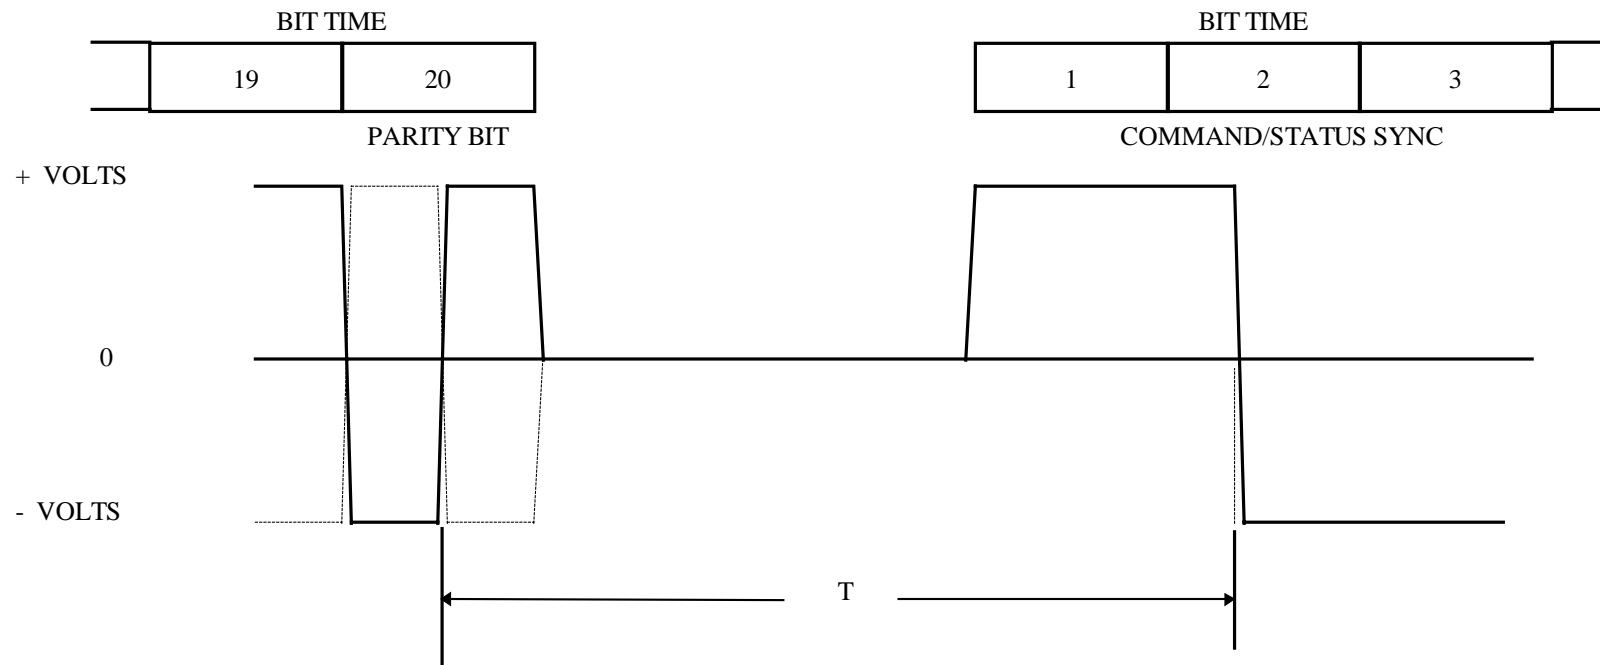 BIT TIME BIT TIME
19 20 1 2 3
PARITY BIT COMMAND/STATUS SYNC
+ VOLTS
0
- VOLTS
T